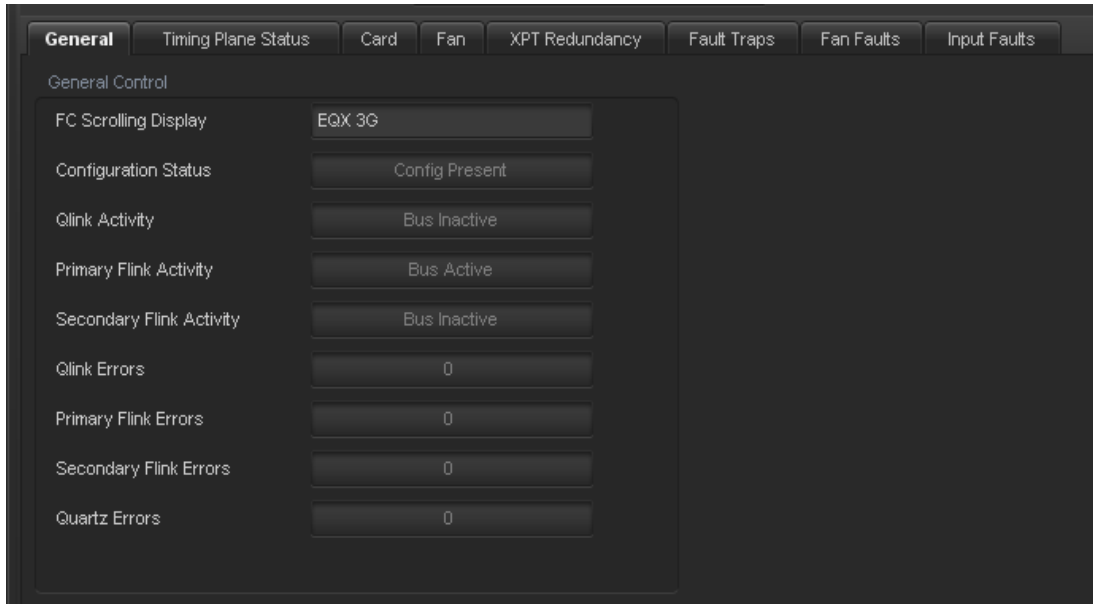 General Timing Plane Status Card Fan XPT Redundancy Fault Traps Fan Faults Input Faults
General Control
FC Scrolling Display EQX 3G
Configuration Status Config Present
Qlink Activity Bus Inactive
Primary Flink Activity Bus Active
Secondary Flink Activity Bus Inactive
Qlink Errors 0
Primary Flink Errors 0
Secondary Flink Errors 0
Quartz Errors 0